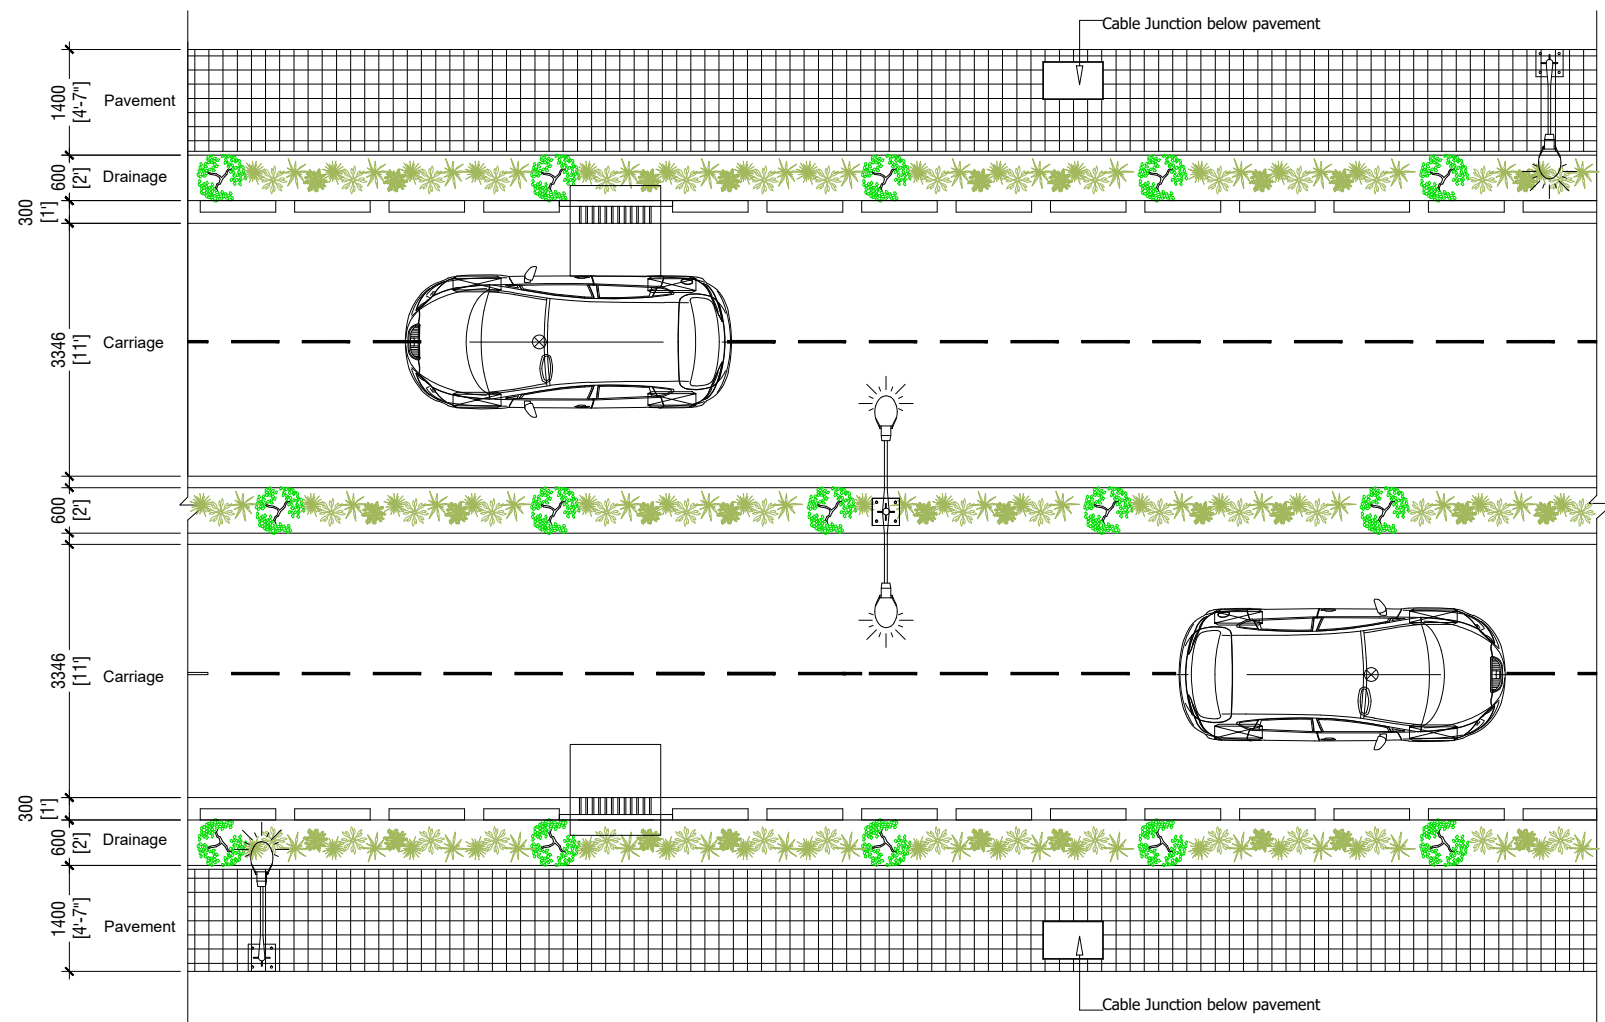 Cable Junction below pavement
1400
[4'-7"]
Pavement
600
[2']
Drainage
300
[1']
3346
[11']
Carriage
600
[2']
3346
[11']
Carriage
300
[1']
600
[2']
Drainage
1400
[4'-7"]
Pavement
Cable Junction below pavement